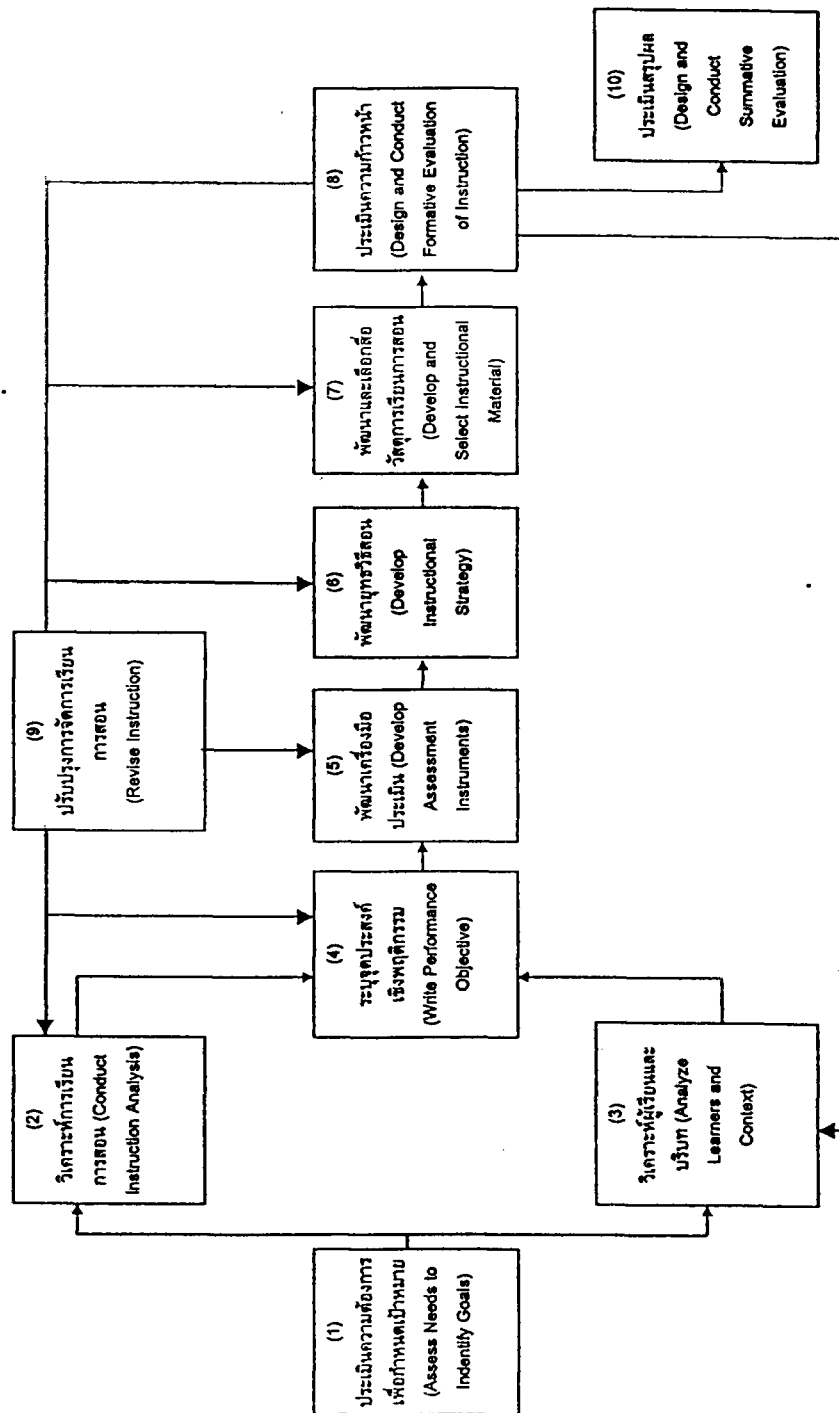 (1)
ประเมินความต้องการ
เพื่อกำหนดเป้าหมาย
(Assess Needs to
Indentify Goals)
(2)
วิเคราะห์การเรียน
การสอน (Conduct
Instruction Analysis)
(3)
วิเคราะห์ผู้เรียนและ
บริบท (Analyze
Learners and
Context)
(4)
ระบุจุดประสงค์
เชิงพฤติกรรม
(Write Performance
Objective)
(5)
พัฒนาเครื่องมือ
ประเมิน (Develop
Assessment
Instruments)
(6)
พัฒนายุทธวิธีสอน
(Develop
Instructional
Strategy)
(7)
พัฒนาและเลือกสื่อ
วัสดุการเรียนการสอน
(Develop and
Select Instructional
Material)
(8)
ประเมินความก้าวหน้า
(Design and Conduct
Formative Evaluation
of Instruction)
(9)
ปรับปรุงการจัดการเรียน
การสอน
(Revise Instruction)
(10)
ประเมินสรุปผล
(Design and
Conduct
Summative
Evaluation)